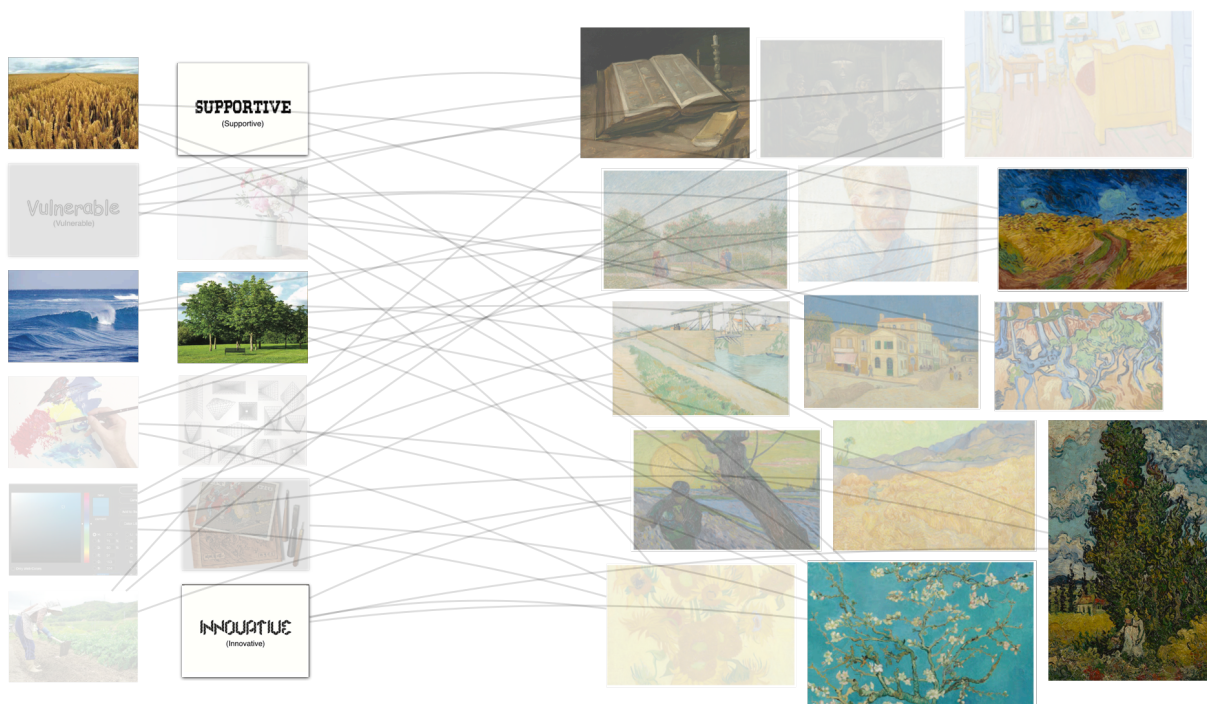 SUPPORTIVE
(Supportive)
Vulnerable
(Vulnerable)
INNOVATIVE
(Innovative)